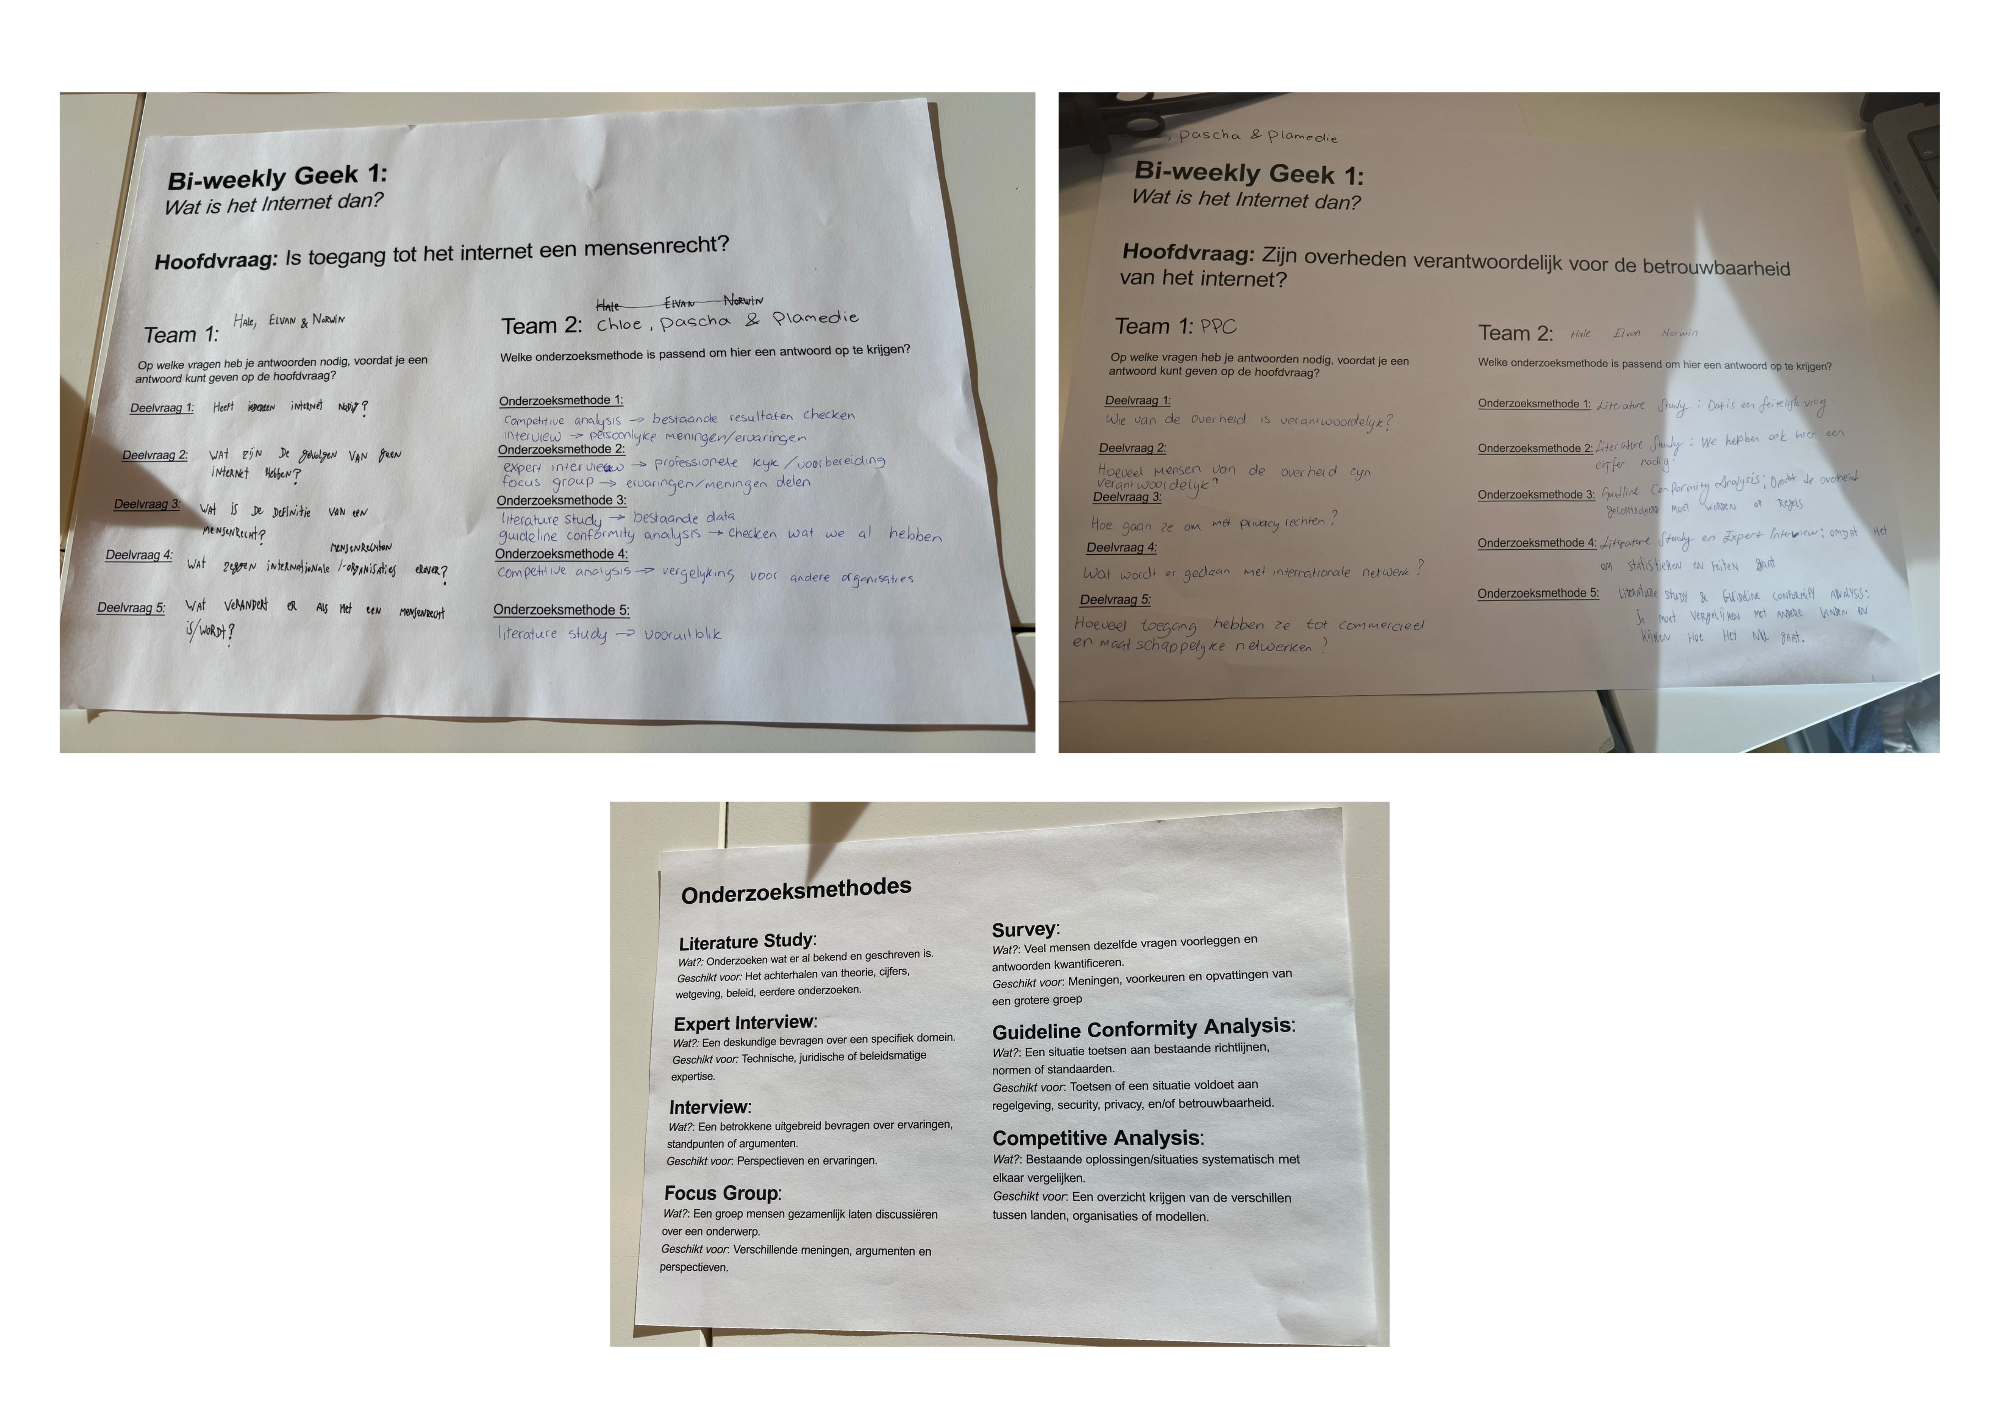 Bi-weekly Geek 1:
Wat is het Internet dan?
Hoofdvraag: Is toegang tot het internet een mensenrecht?
Team 1: Hale, Elvan & Norwin
Op welke vragen heb je antwoorden nodig, voordat je een
antwoord kunt geven op de hoofdvraag?
Deelvraag 1: Heeft iedereen internet nodig?
Deelvraag 2: Wat zijn de gevolgen van geen
internet hebben?
Deelvraag 3: Wat is de definitie van een
mensenrecht?
mensenrechten
Deelvraag 4: Wat zeggen internationale /-organisaties erover?
Deelvraag 5: Wat verandert er als het een mensenrecht
is/wordt?
Hale Elvan Norwin
Team 2: Chloe, Pascha & Plamedie
Welke onderzoeksmethode is passend om hier een antwoord op te krijgen?
Onderzoeksmethode 1:
competitive analysis → bestaande resultaten checken
interview → persoonlijke meningen/ervaringen
Onderzoeksmethode 2:
expert interview → professionele kijk/voorbereiding
focus group → ervaringen/meningen delen
Onderzoeksmethode 3:
literature study → bestaande data
guideline conformity analysis → checken wat we al hebben
Onderzoeksmethode 4:
competitive analysis → vergelijking voor andere organisaties
Onderzoeksmethode 5:
literature study → vooruitblik
, Pascha & Plamedie
Bi-weekly Geek 1:
Wat is het Internet dan?
Hoofdvraag: Zijn overheden verantwoordelijk voor de betrouwbaarheid
van het internet?
Team 1: PPC
Op welke vragen heb je antwoorden nodig, voordat je een
antwoord kunt geven op de hoofdvraag?
Deelvraag 1:
Wie van de overheid is verantwoordelijk?
Deelvraag 2:
Hoeveel mensen van de overheid zijn
verantwoordelijk?
Deelvraag 3:
Hoe gaan ze om met privacy rechten?
Deelvraag 4:
Wat wordt er gedaan met internationale netwerk?
Deelvraag 5:
Hoeveel toegang hebben ze tot commercieel
en maatschappelijke netwerken?
Team 2: Hale Elvan Norwin
Welke onderzoeksmethode is passend om hier een antwoord op te krijgen?
Onderzoeksmethode 1: Literature Study: Dat is een feitelijk vraag
Onderzoeksmethode 2: Literature Study: We hebben ook hier een
cijfer nodig.
Onderzoeksmethode 3: Guidline Conformity Analysis: Omdat de overheid
gecontroleerd moet worden op regels
Onderzoeksmethode 4: Literature Study en Expert Interview: omdat het
om statistieken en feiten gaat
Onderzoeksmethode 5: Literature study & Guideline conformity analysis:
Je moet vergelijken met andere landen en
kijken hoe het NL gaat.
Onderzoeksmethodes
Literature Study:
Wat?: Onderzoeken wat er al bekend en geschreven is.
Geschikt voor: Het achterhalen van theorie, cijfers,
wetgeving, beleid, eerdere onderzoeken.
Expert Interview:
Wat?: Een deskundige bevragen over een specifiek domein.
Geschikt voor: Technische, juridische of beleidsmatige
expertise.
Interview:
Wat?: Een betrokkene uitgebreid bevragen over ervaringen,
standpunten of argumenten.
Geschikt voor: Perspectieven en ervaringen.
Focus Group:
Wat?: Een groep mensen gezamenlijk laten discussiëren
over een onderwerp.
Geschikt voor: Verschillende meningen, argumenten en
perspectieven.
Survey:
Wat?: Veel mensen dezelfde vragen voorleggen en
antwoorden kwantificeren.
Geschikt voor: Meningen, voorkeuren en opvattingen van
een grotere groep
Guideline Conformity Analysis:
Wat?: Een situatie toetsen aan bestaande richtlijnen,
normen of standaarden.
Geschikt voor: Toetsen of een situatie voldoet aan
regelgeving, security, privacy, en/of betrouwbaarheid.
Competitive Analysis:
Wat?: Bestaande oplossingen/situaties systematisch met
elkaar vergelijken.
Geschikt voor: Een overzicht krijgen van de verschillen
tussen landen, organisaties of modellen.